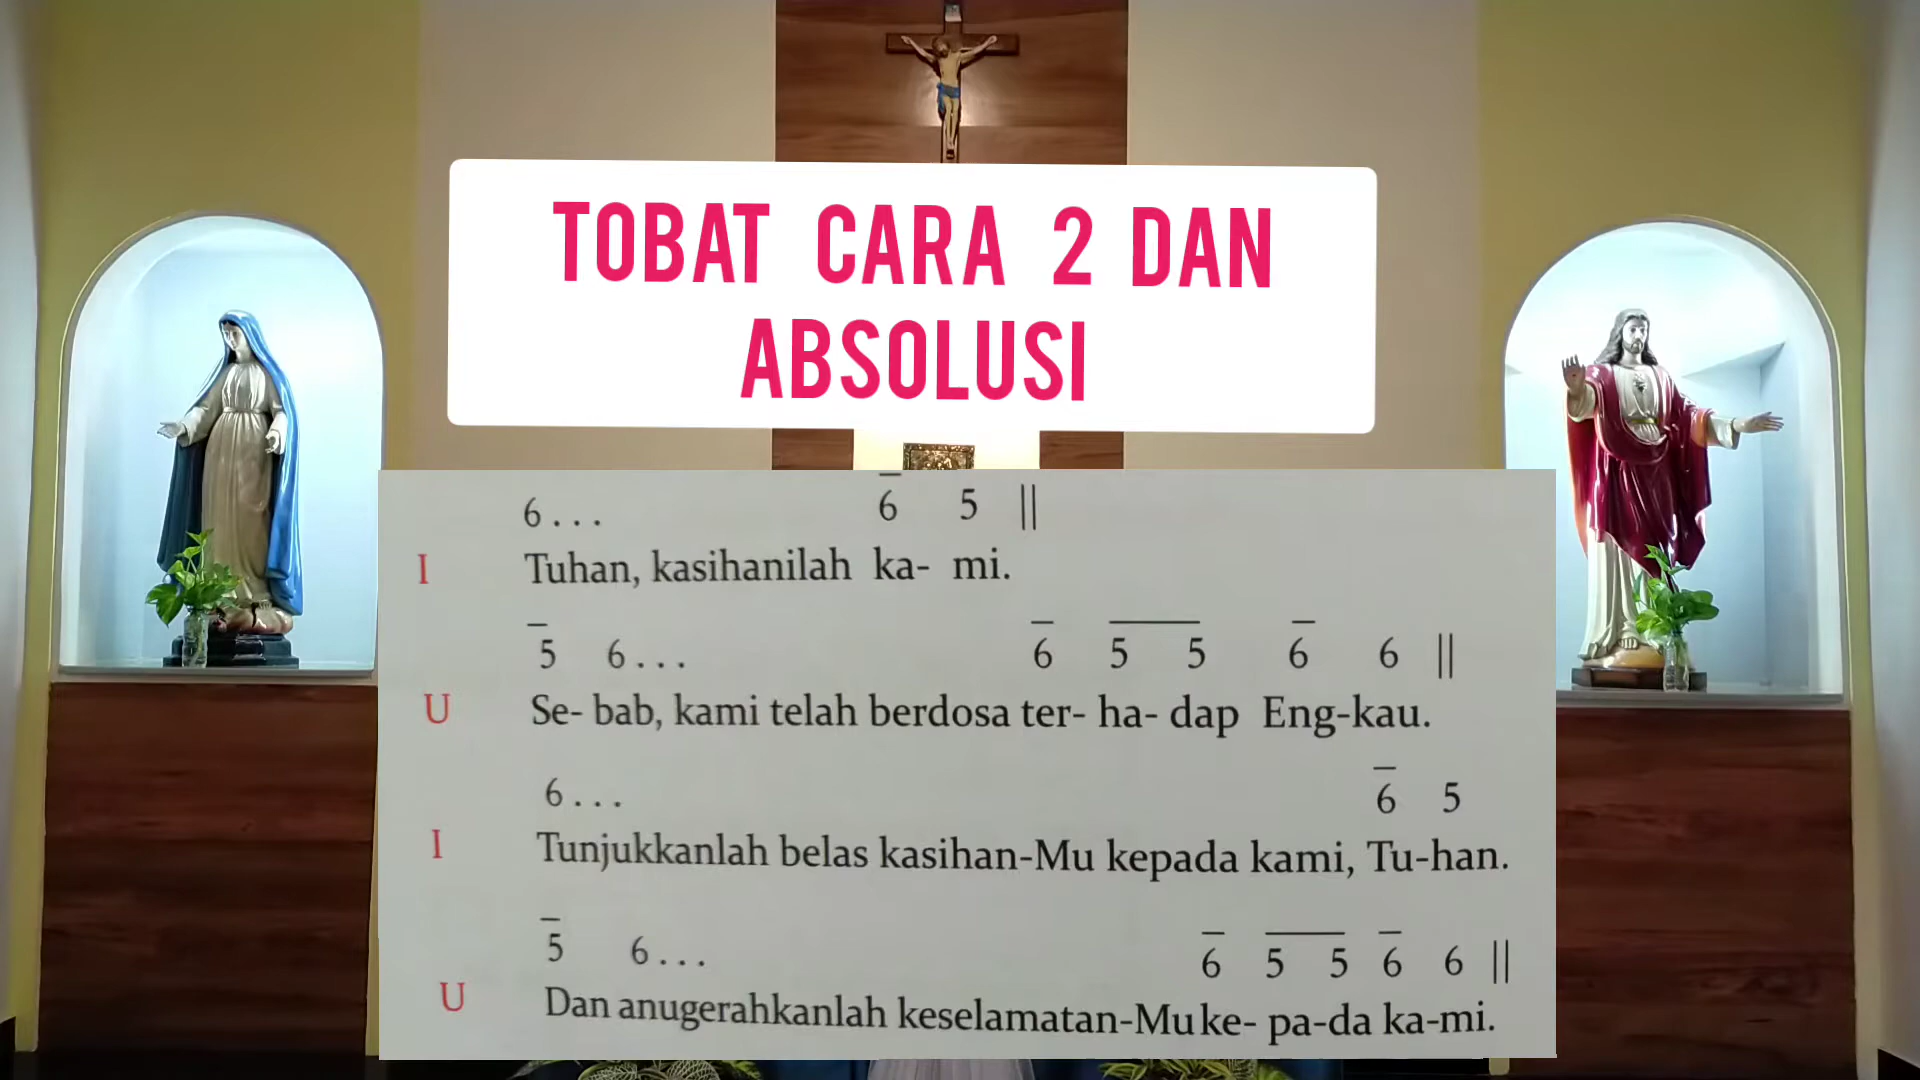 TOBAT CARA 2 DAN
ABSOLUSI
6 . . . 6 5 ||
I Tuhan, kasihanilah ka- mi.
5 6 . . . 6 5 5 6 6 ||
U Se- bab, kami telah berdosa ter- ha- dap Eng-kau.
6 . . . 6 5
I Tunjukkanlah belas kasihan-Mu kepada kami, Tu-han.
5 6 . . . 6 5 5 6 6 ||
U Dan anugerahkanlah keselamatan-Mu ke- pa-da ka-mi.